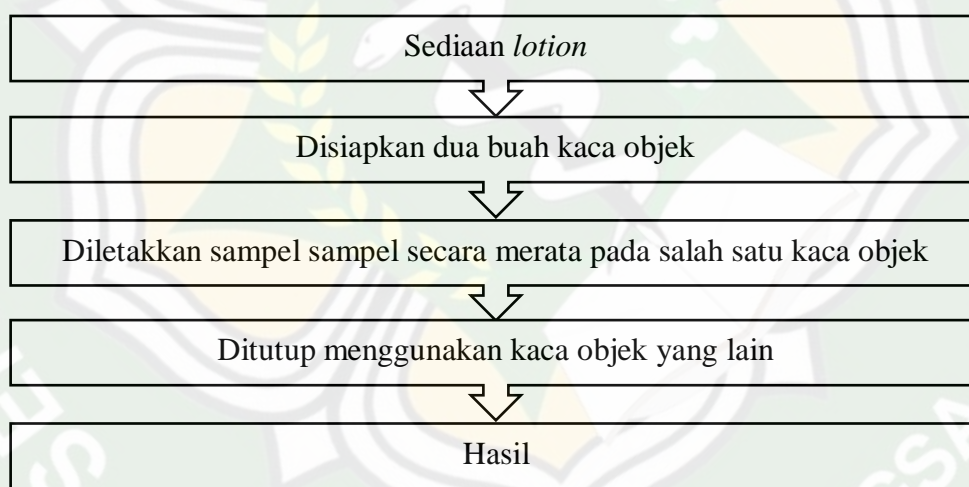 Sediaan lotion
Disiapkan dua buah kaca objek
Diletakkan sampel sampel secara merata pada salah satu kaca objek
Ditutup menggunakan kaca objek yang lain
Hasil